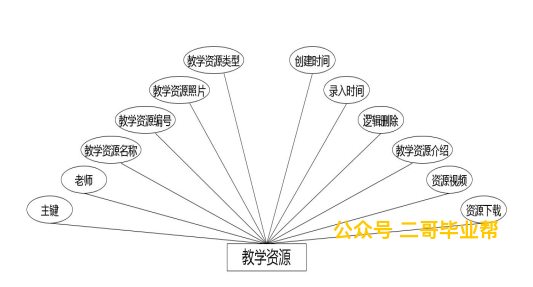 教学资源类型
创建时间
教学资源照片
录入时间
教学资源编号
逻辑删除
教学资源名称
教学资源介绍
老师
资源视频
主键
资源下载
公众号 二哥毕业帮
教学资源